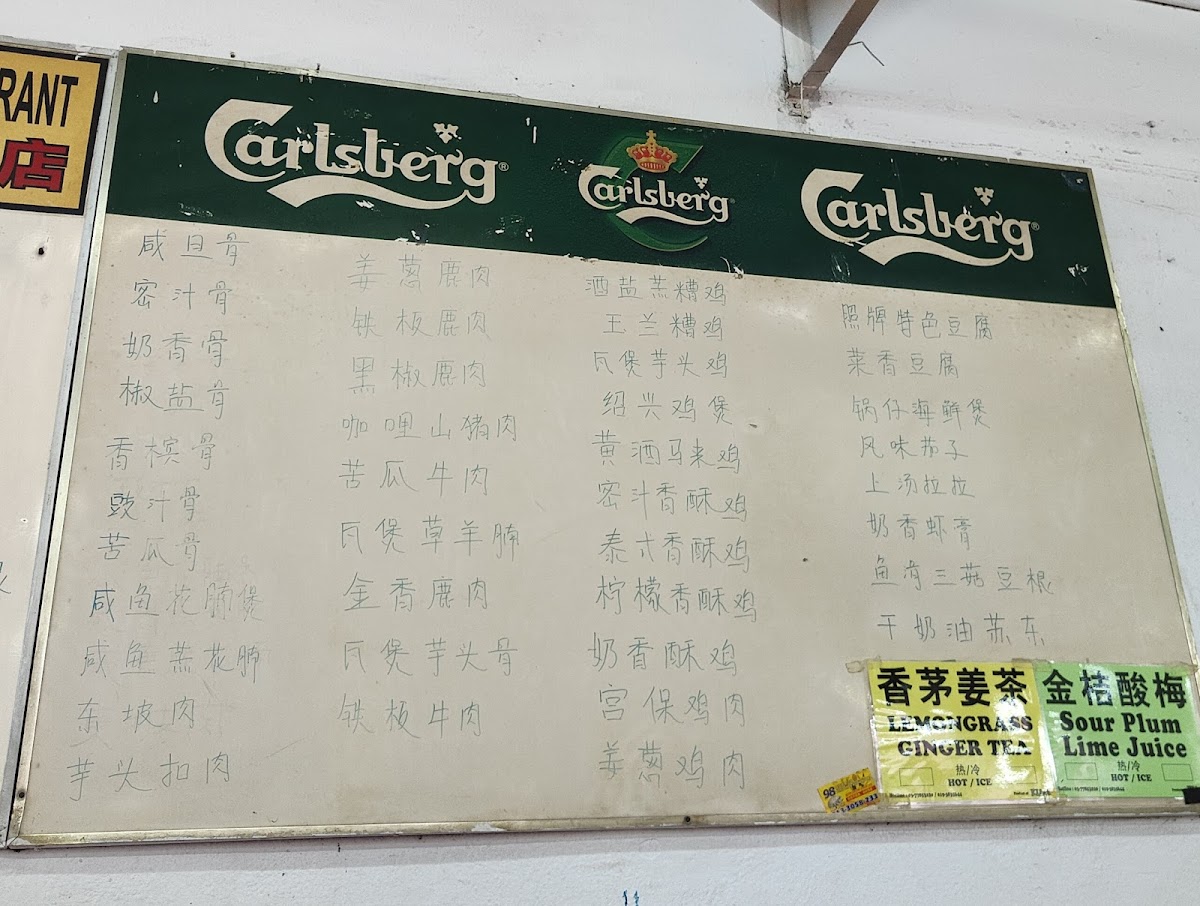 RANT
店
Carlsberg®
Carlsberg
Carlsberg®
咸旦骨
密汁骨
奶香骨
椒盐骨
香槟骨
豉汁骨
苦瓜骨
咸鱼花腩煲
咸鱼蒸花腩
东坡肉
芋头扣肉
姜葱鹿肉
铁板鹿肉
黑椒鹿肉
咖哩山猪肉
苦瓜牛肉
瓦煲草羊腩
金香鹿肉
瓦煲芋头骨
铁板牛肉
酒盐蒸糟鸡
玉兰糟鸡
瓦煲芋头鸡
绍兴鸡煲
黄酒马来鸡
密汁香酥鸡
泰式香酥鸡
柠檬香酥鸡
奶香酥鸡
宫保鸡肉
姜葱鸡肉
照牌特色豆腐
菜香豆腐
锅仔海鲜煲
风味茄子
上汤拉拉
奶香虾膏
鱼有三菇豆根
干奶油苏东
香茅姜茶
LEMONGRASS
GINGER TEA
热/冷
HOT / ICE
金桔酸梅
Sour Plum
Lime Juice
热/冷
HOT / ICE
98